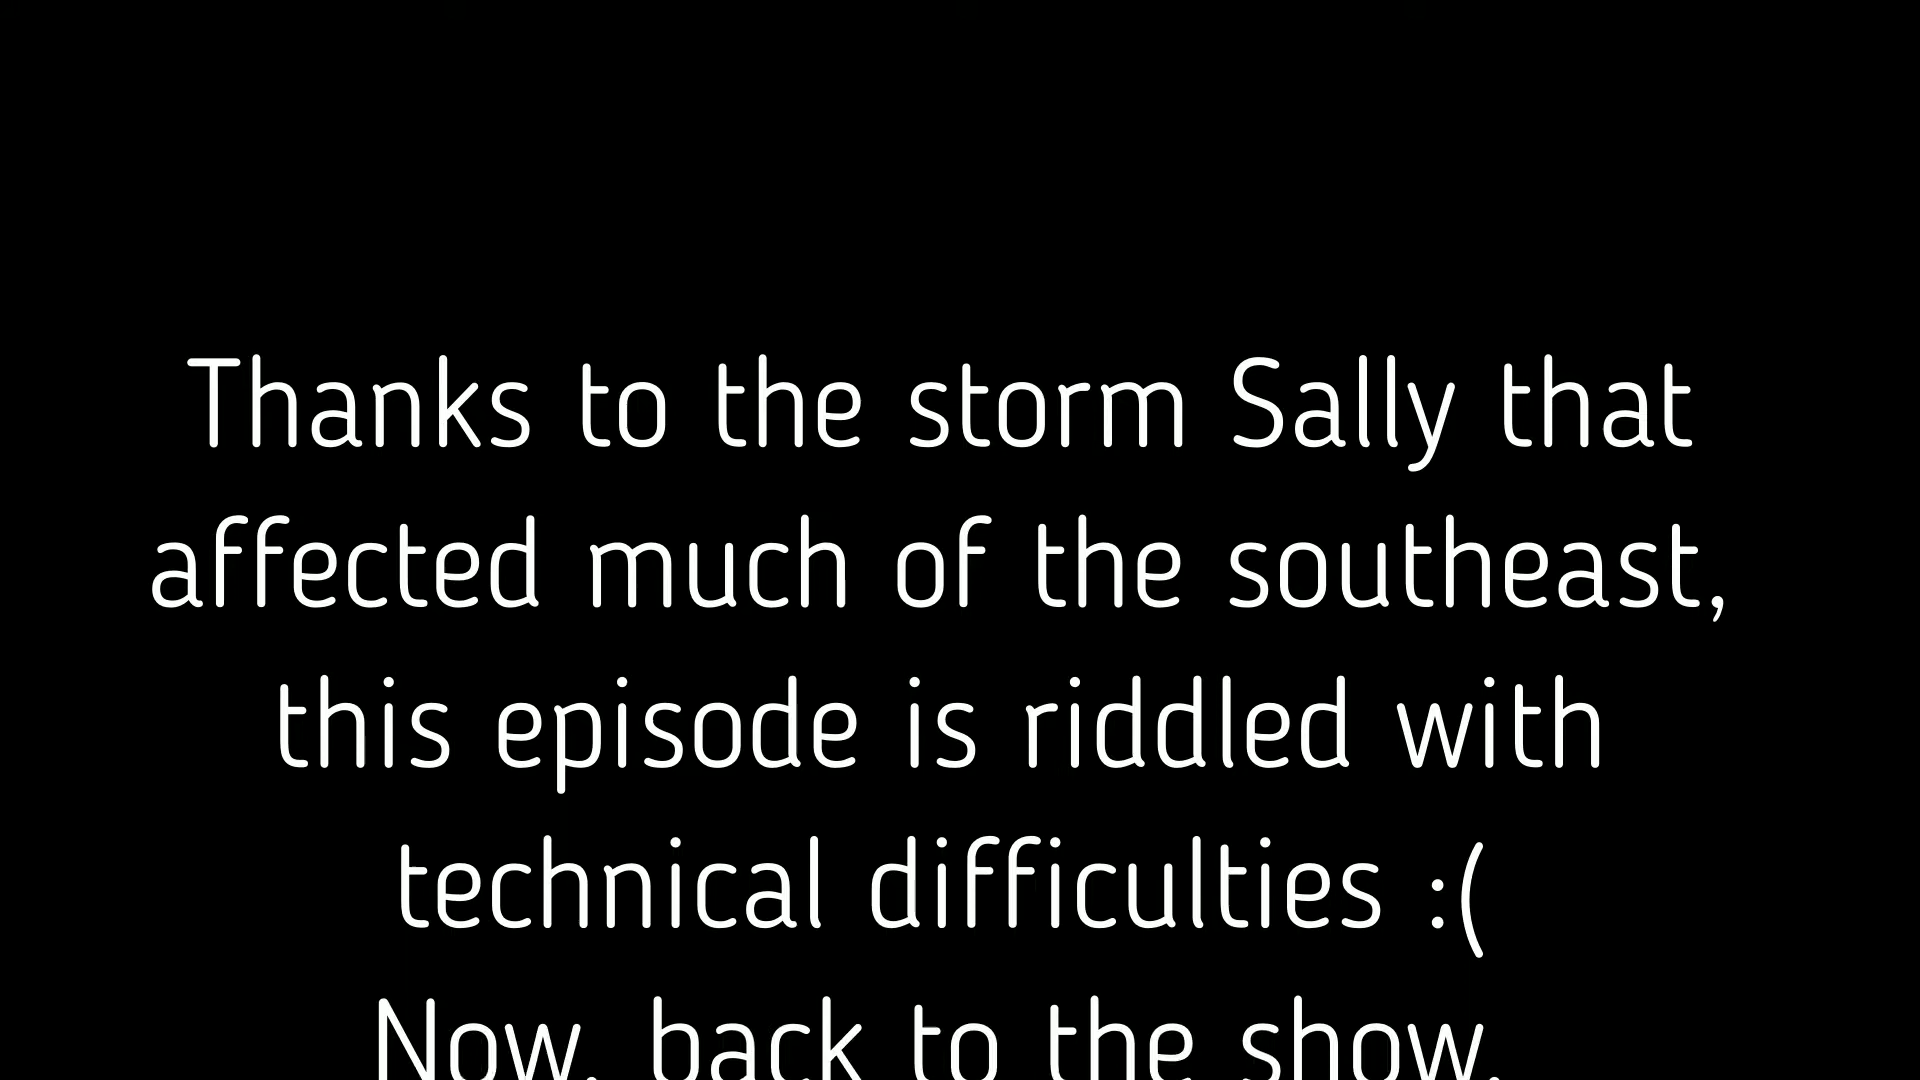 Thanks to the storm Sally that
affected much of the southeast,
this episode is riddled with
technical difficulties :(
Now, back to the show.